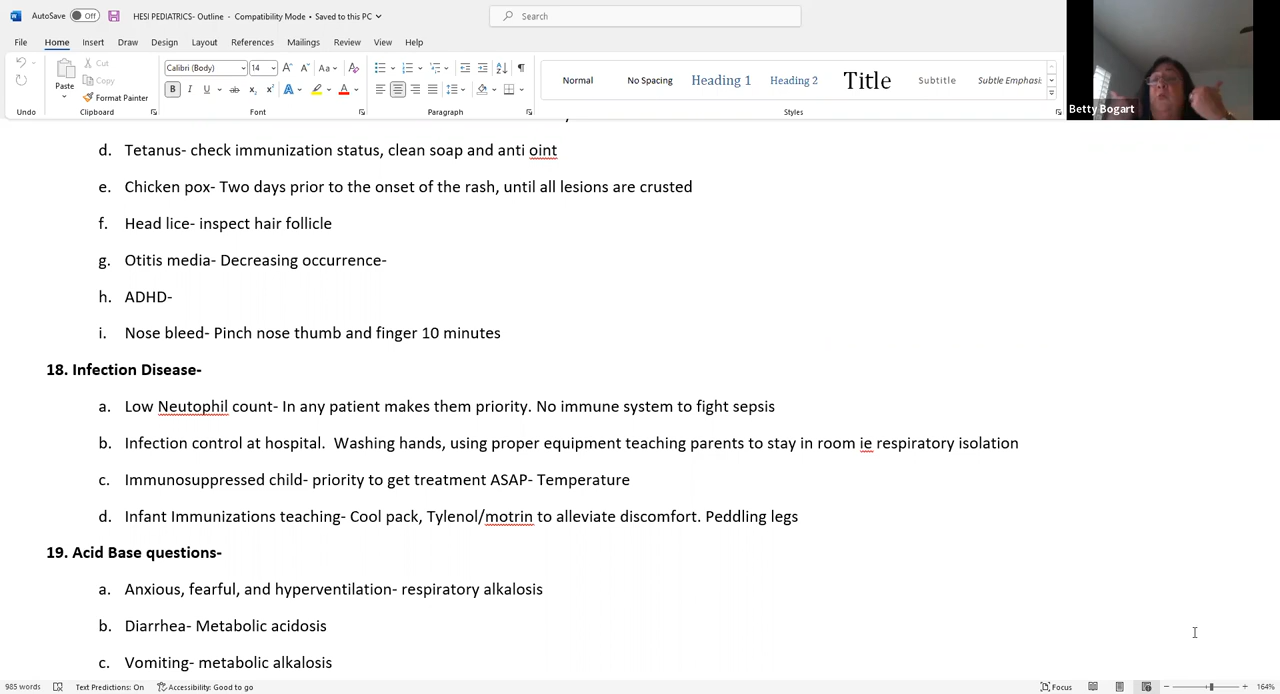 AutoSave Off HESI PEDIATRICS- Outline - Compatibility Mode • Saved to this PC
Search
File Home Insert Draw Design Layout References Mailings Review View Help
Undo
Paste
Cut
Copy
Format Painter
Clipboard
Calibri (Body) 14
Font
Paragraph
Normal No Spacing Heading 1 Heading 2 Title Subtitle Subtle Emphasi
Styles
Betty Bogart
d. Tetanus- check immunization status, clean soap and anti oint
e. Chicken pox- Two days prior to the onset of the rash, until all lesions are crusted
f. Head lice- inspect hair follicle
g. Otitis media- Decreasing occurrence-
h. ADHD-
i. Nose bleed- Pinch nose thumb and finger 10 minutes
18. Infection Disease-
a. Low Neutophil count- In any patient makes them priority. No immune system to fight sepsis
b. Infection control at hospital. Washing hands, using proper equipment teaching parents to stay in room ie respiratory isolation
c. Immunosuppressed child- priority to get treatment ASAP- Temperature
d. Infant Immunizations teaching- Cool pack, Tylenol/motrin to alleviate discomfort. Peddling legs
19. Acid Base questions-
a. Anxious, fearful, and hyperventilation- respiratory alkalosis
b. Diarrhea- Metabolic acidosis
c. Vomiting- metabolic alkalosis
985 words Text Predictions: On Accessibility: Good to go Focus 164%